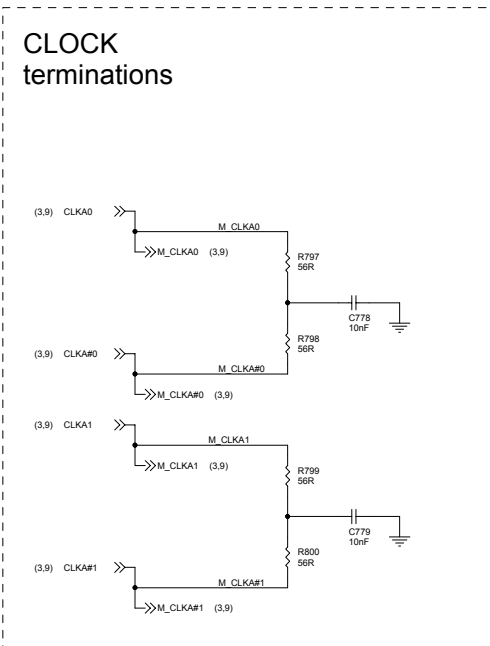 CLOCK
terminations
(3,9) CLKA0
M_CLKA0
M_CLKA0 (3,9)
R797
56R
C778
10nF
R798
56R
(3,9) CLKA#0
M_CLKA#0
M_CLKA#0 (3,9)
(3,9) CLKA1
M_CLKA1
M_CLKA1 (3,9)
R799
56R
C779
10nF
R800
56R
(3,9) CLKA#1
M_CLKA#1
M_CLKA#1 (3,9)